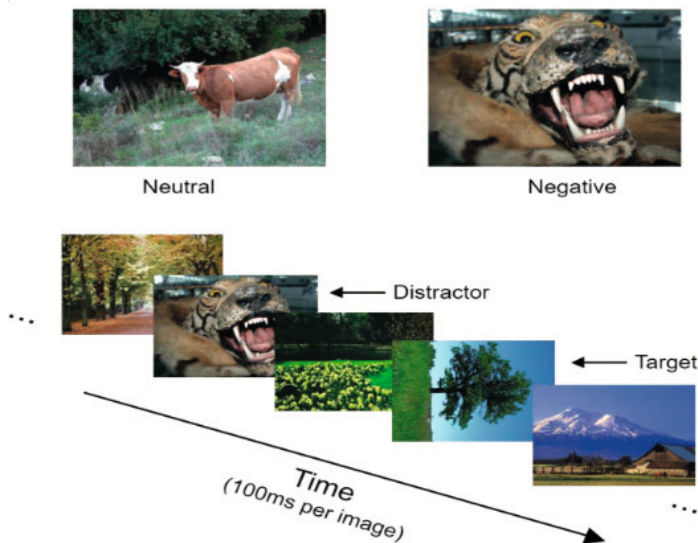 Neutral
Negative
Distractor
Target
...
Time
(100ms per image)
...